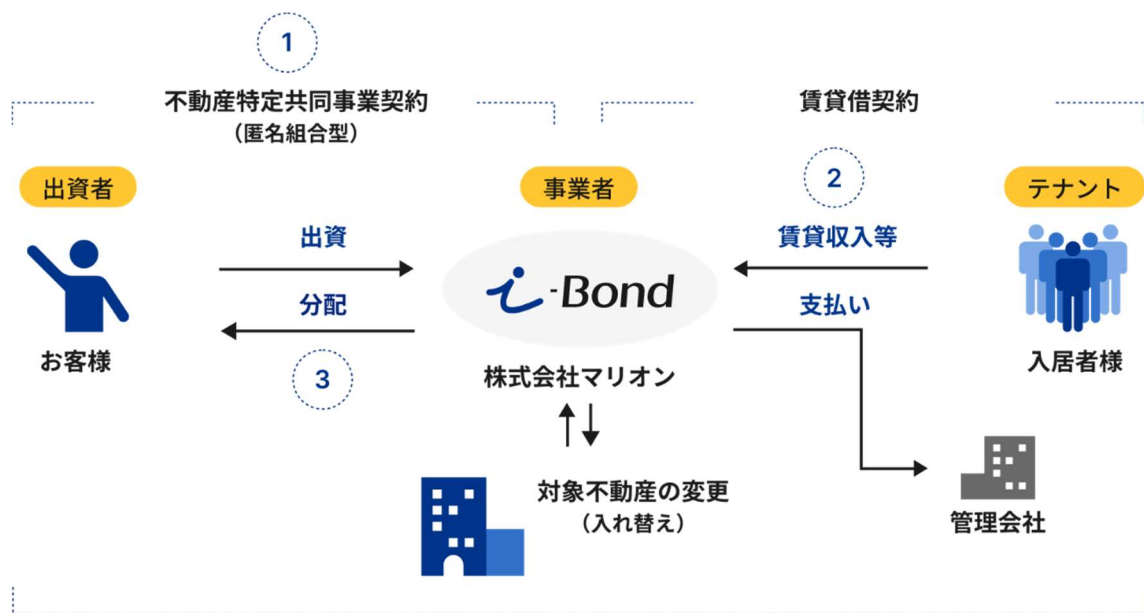 1
不動産特定共同事業契約
（匿名組合型）
賃貸借契約
出資者
事業者
2
テナント
出資
賃貸収入等
i-Bond
分配
支払い
お客様
3
株式会社マリオン
入居者様
対象不動産の変更
（入れ替え）
管理会社